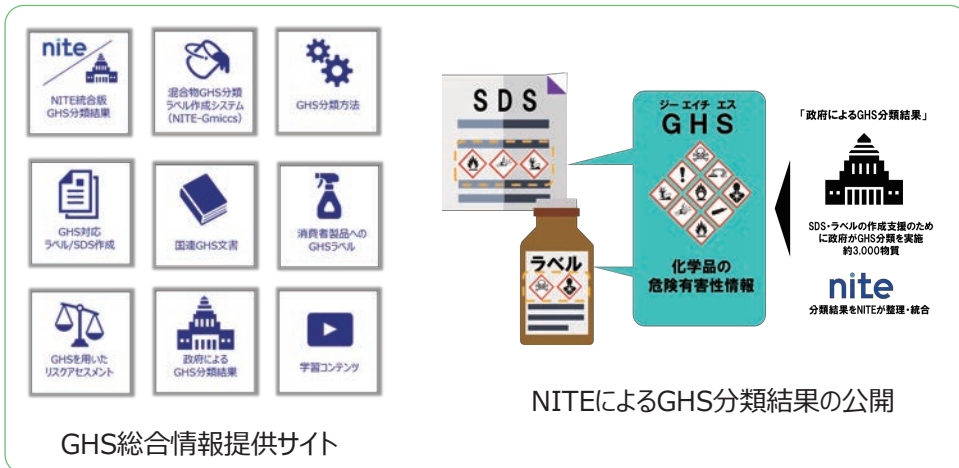 nite
NITE統合版
GHS分類結果
混合物GHS分類
ラベル作成システム
(NITE-Gmiccs)
GHS分類方法
GHS対応
ラベル/SDS作成
国連GHS文書
消費者製品への
GHSラベル
GHSを用いた
リスクアセスメント
政府による
GHS分類結果
学習コンテンツ
GHS総合情報提供サイト
SDS
ラベル
ジー エイチ エス
GHS
化学品の
危険有害性情報
「政府によるGHS分類結果」
SDS・ラベルの作成支援のため
に政府がGHS分類を実施
約3,000物質
nite
分類結果をNITEが整理・統合
NITEによるGHS分類結果の公開